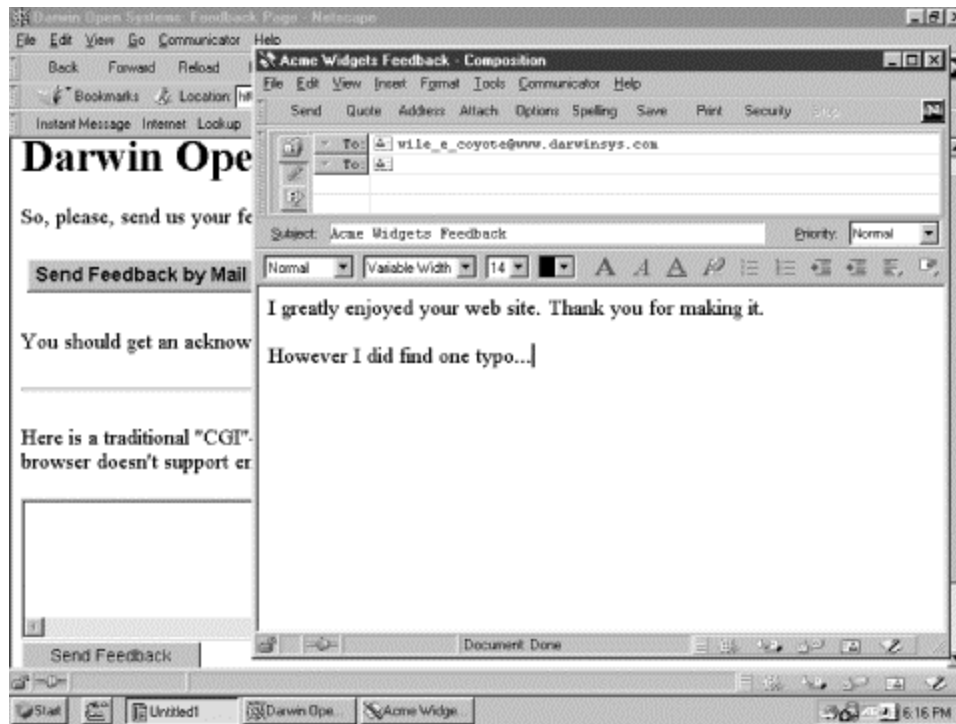 Darwin Open Systems: Feedback Page - Netscape
File Edit View Go Communicator Help
Back Forward Reload
Bookmarks Location:
Instant Message Internet Lookup
Darwin Ope
So, please, send us your fe
Send Feedback by Mail
You should get an acknow
Here is a traditional "CGI"-
browser doesn't support em
Send Feedback
Acme Widgets Feedback - Composition
File Edit View Insert Format Tools Communicator Help
Send Quote Address Attach Options Spelling Save Print Security Stop
To: wile_e_coyote@www.darwinsys.com
To:
Subject: Acme Widgets Feedback Priority: Normal
Normal Variable Width 14 A A A
I greatly enjoyed your web site. Thank you for making it.
However I did find one typo...
Document: Done
Start Untitled1 Darwin Ope... Acme Widge... 6:16 PM